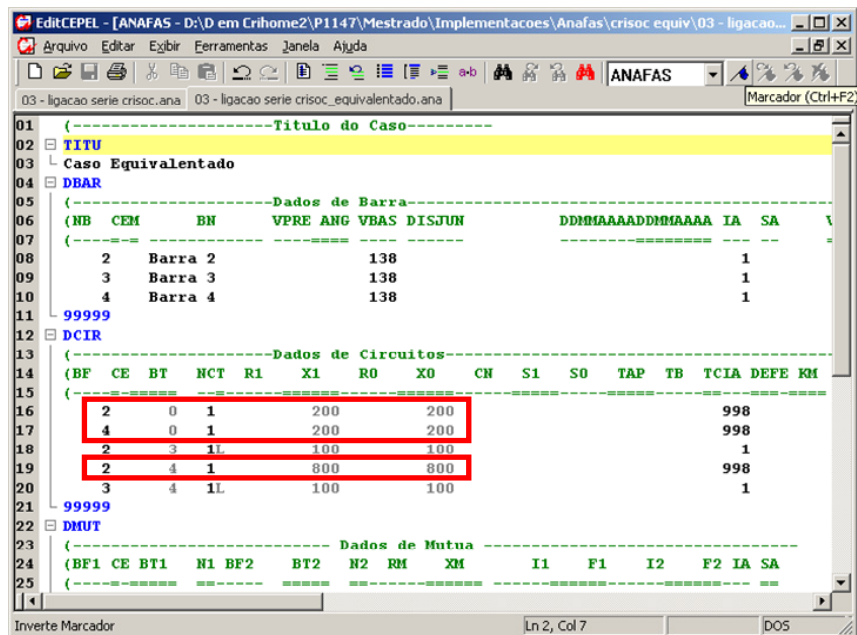 EditCEPEL - [ANAFAS - D:\D em Crihome2\P1147\Mestrado\Implementacoes\Anafas\crisoc equiv\03 - ligacao...
Arquivo Editar Exibir Ferramentas Janela Ajuda
ANAFAS
03 - ligacao serie crisoc.ana 03 - ligacao serie crisoc_equivalentado.ana Marcador (Ctrl+F2)
01 (---------------------Titulo do Caso---------
02 TITU
03 Caso Equivalentado
04 DBAR
05 (---------------------Dados de Barra-----------------------------------------
06 (NB CEM BN VPRE ANG VBAS DISJUN DDMMAAAADDMMAAAA IA SA V
07 (----=-= ------------ ----==== ---- ------ --------======== --- -- =
08 2 Barra 2 138 1
09 3 Barra 3 138 1
10 4 Barra 4 138 1
11 99999
12 DCIR
13 (---------------------Dados de Circuitos----------------------------------------
14 (BF CE BT NCT R1 X1 R0 X0 CN S1 S0 TAP TB TCIA DEFE KM
15 (----=-===== --=------======------======------=====-----=====-----==---===-----====
16 2 0 1 200 200 998
17 4 0 1 200 200 998
18 2 3 1L 100 100 1
19 2 4 1 800 800 998
20 3 4 1L 100 100 1
21 99999
22 DMUT
23 (--------------------------- Dados de Mutua ---------------------------------
24 (BF1 CE BT1 N1 BF2 BT2 N2 RM XM I1 F1 I2 F2 IA SA
25 (----=-===== ==------ ===== ==------====== ------======------======--- ==
Inverte Marcador Ln 2, Col 7 DOS